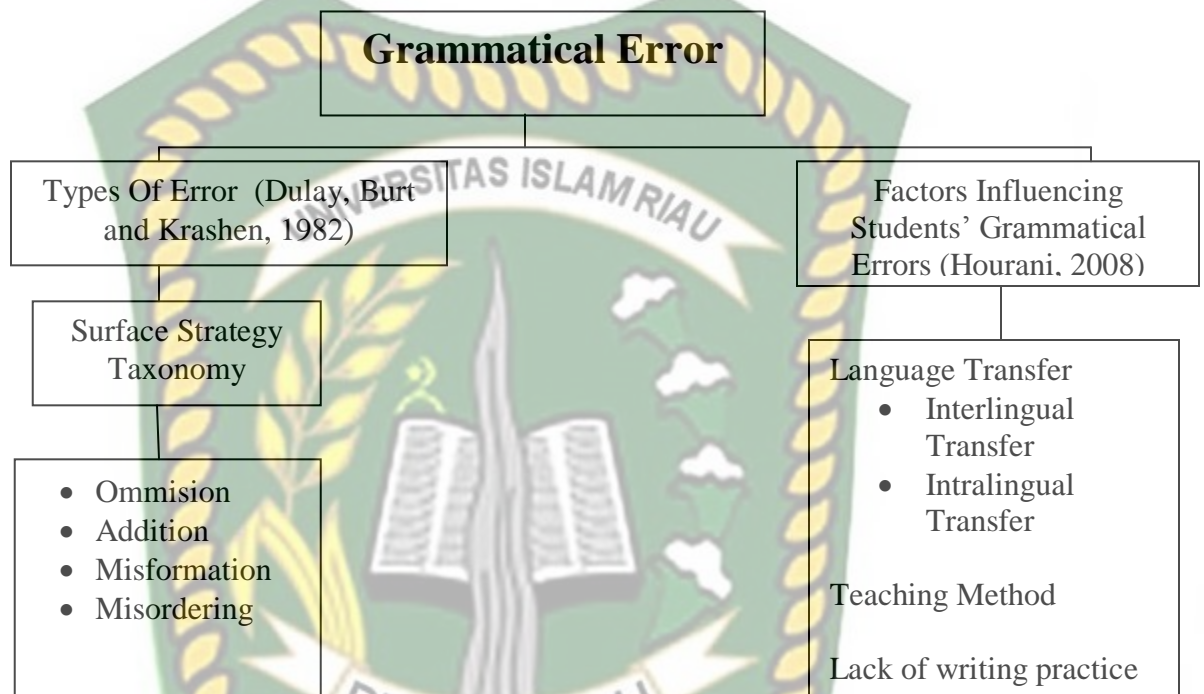 Grammatical Error
UNIVERSITAS ISLAM RIAU
Types Of Error (Dulay, Burt
and Krashen, 1982)
Factors Influencing
Students’ Grammatical
Errors (Hourani, 2008)
Surface Strategy
Taxonomy
• Ommision
• Addition
• Misformation
• Misordering
Language Transfer
• Interlingual
Transfer
• Intralingual
Transfer
Teaching Method
Lack of writing practice